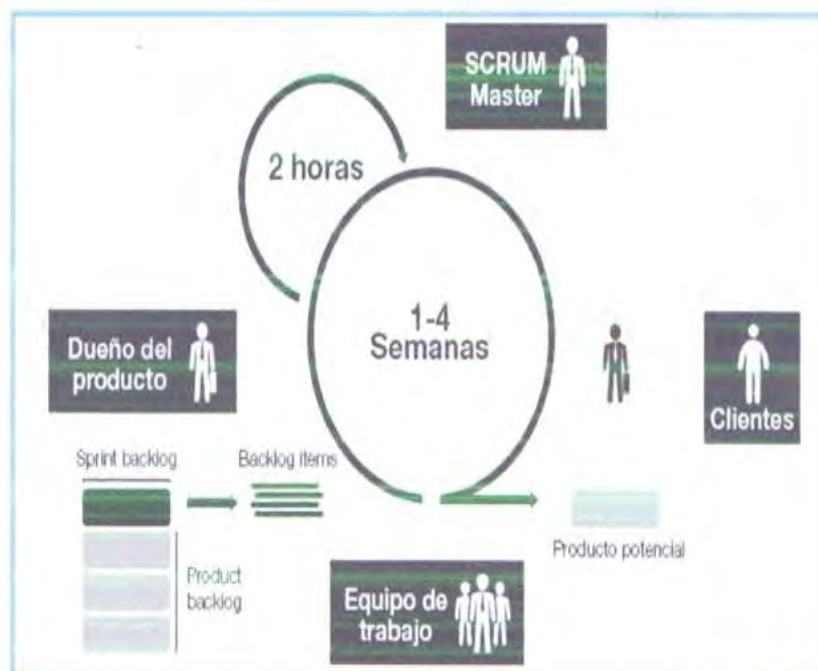 SCRUM
Master
2 horas
1-4
Semanas
Dueño del
producto
Clientes
Sprint backlog
Backlog items
Producto potencial
Product
backlog
Equipo de
trabajo